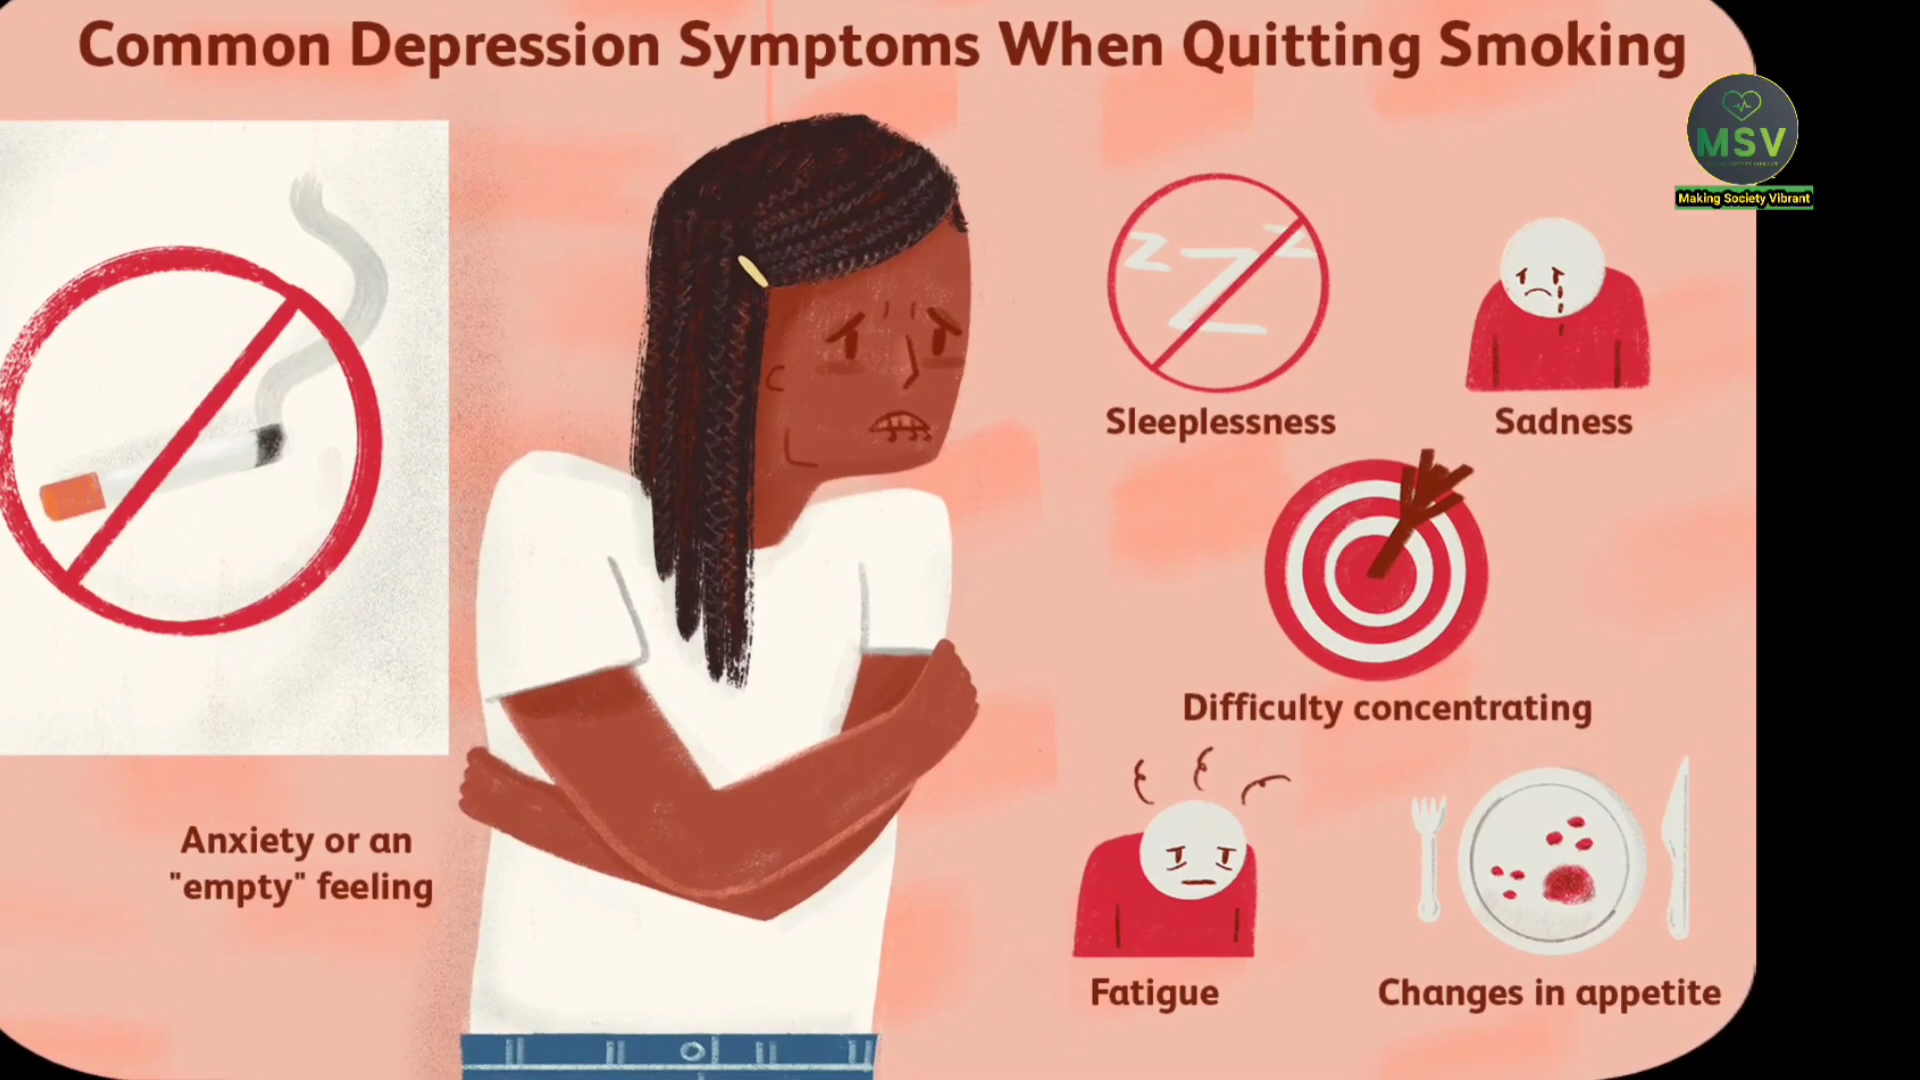 Common Depression Symptoms When Quitting Smoking
MSV
Making Society Vibrant
Z Z Z
Sleeplessness
Sadness
Difficulty concentrating
Anxiety or an
"empty" feeling
Fatigue
Changes in appetite